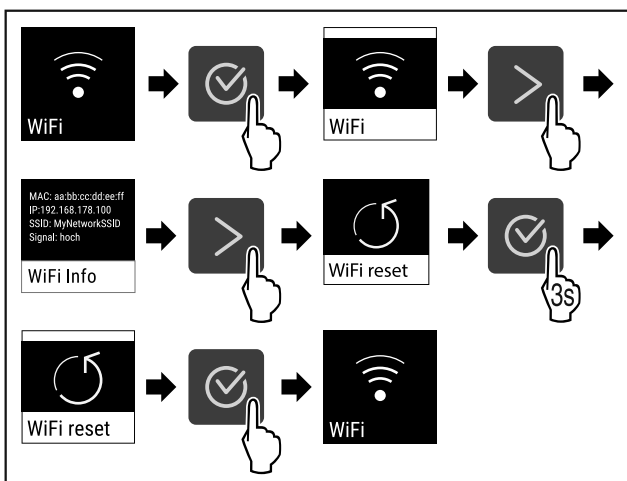 WiFi
WiFi
MAC: aa:bb:cc:dd:ee:ff
IP:192.168.178.100
SSID: MyNetworkSSID
Signal: hoch
WiFi Info
WiFi reset
3s
WiFi reset
WiFi